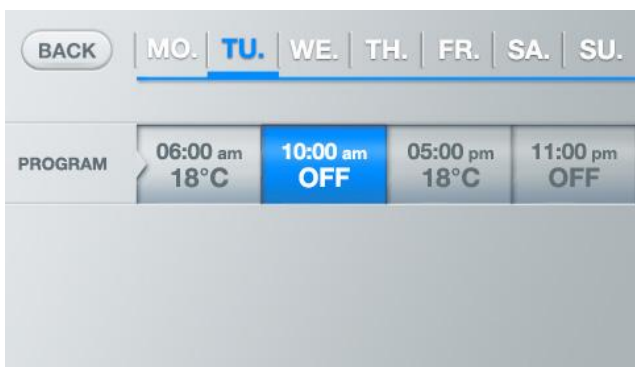 BACK MO. TU. WE. TH. FR. SA. SU.
PROGRAM
06:00 am
18°C
10:00 am
OFF
05:00 pm
18°C
11:00 pm
OFF